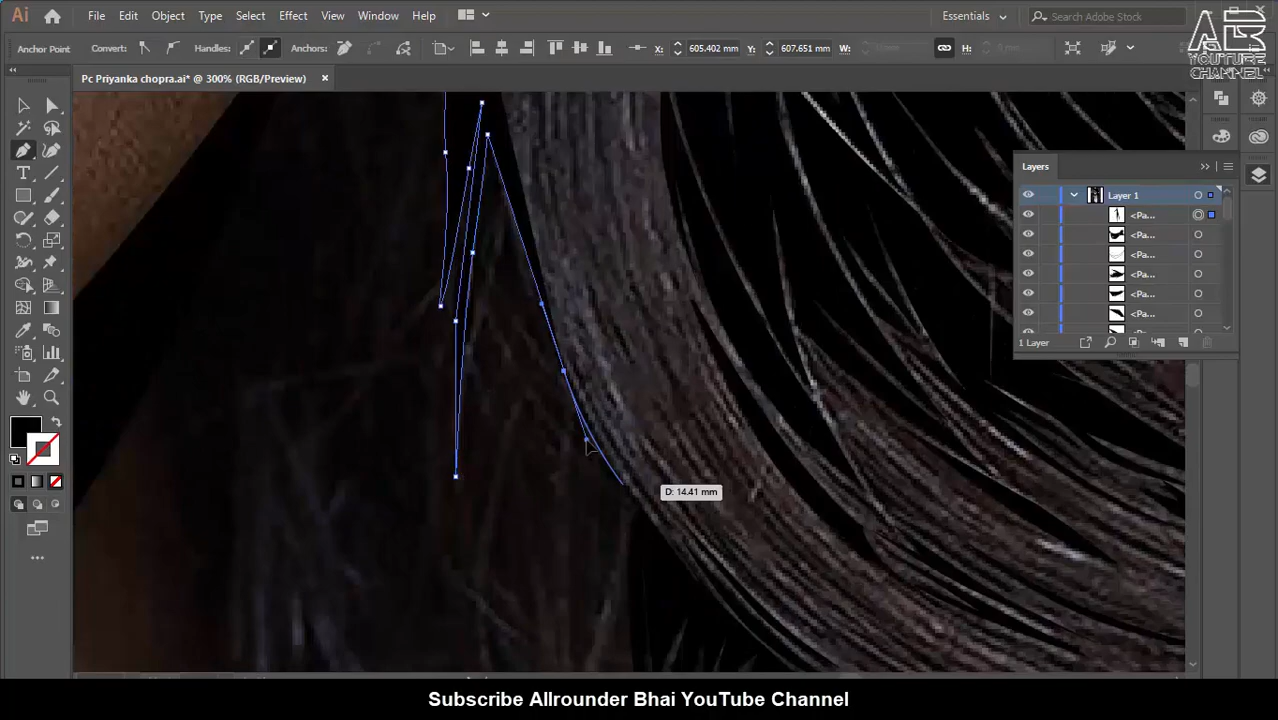 Ai File Edit Object Type Select Effect View Window Help Essentials Search Adobe Stock
AB
YOUTUBE
CHANNEL
Anchor Point Convert: Handles: Anchors: X: 605.402 mm Y: 607.651 mm W: H:
Pc Priyanka chopra.ai* @ 300% (RGB/Preview) ×
Layers
Layer 1
<Pa...
<Pa...
<Pa...
<Pa...
<Pa...
<Pa...
<Pa...
1 Layer
D: 14.41 mm
Subscribe Allrounder Bhai YouTube Channel